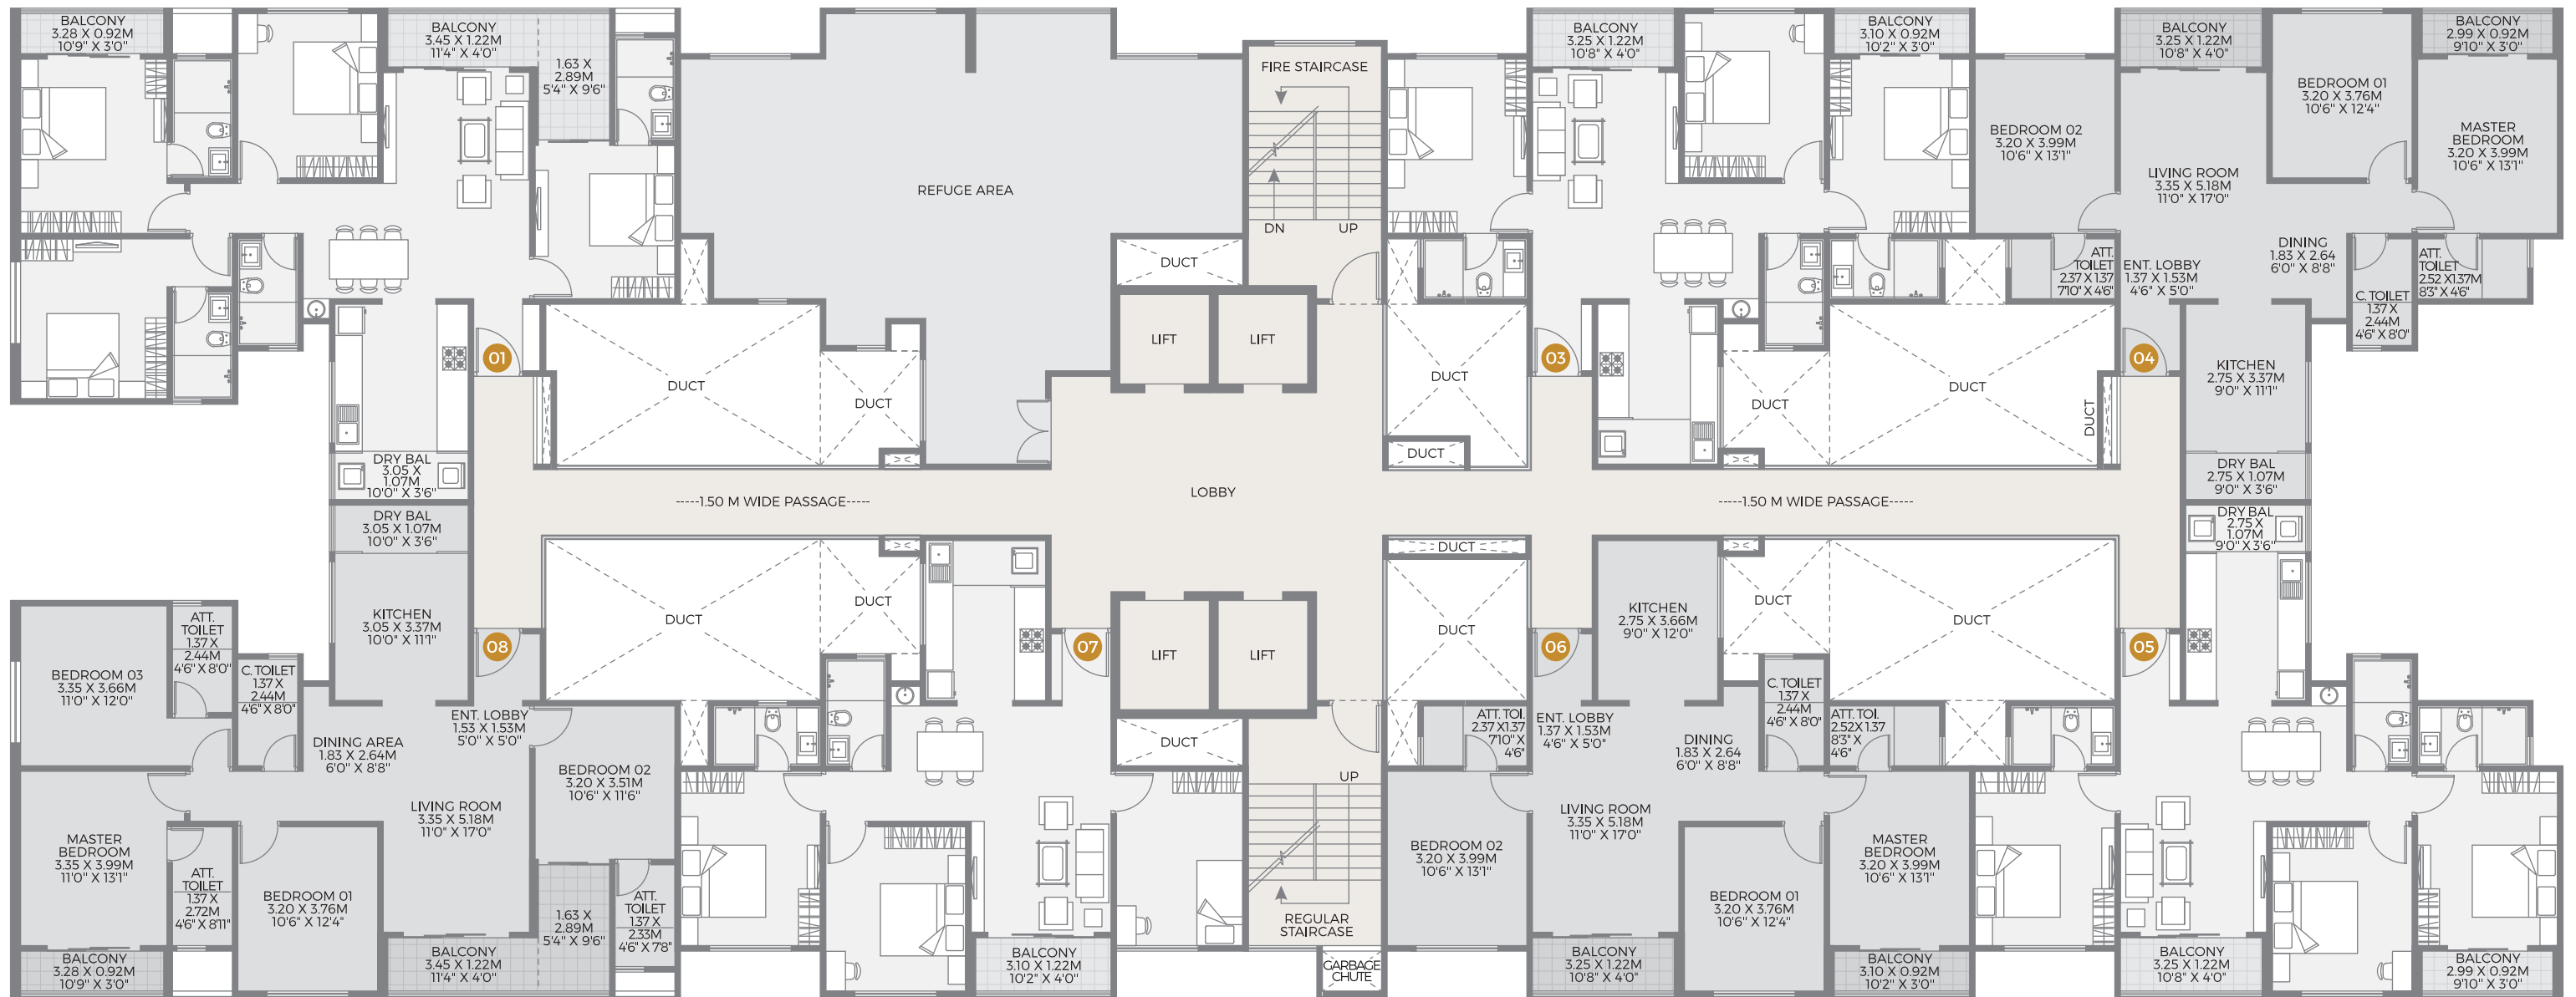 BALCONY
3.28 X 0.92M
10'9" X 3'0"
BALCONY
3.45 X 1.22M
11'4" X 4'0"
1.63 X
2.89M
5'4" X 9'6"
REFUGE AREA
FIRE STAIRCASE
DN
UP
BALCONY
3.25 X 1.22M
10'8" X 4'0"
BALCONY
3.10 X 0.92M
10'2" X 3'0"
BALCONY
3.25 X 1.22M
10'8" X 4'0"
BALCONY
2.99 X 0.92M
9'10" X 3'0"
BEDROOM 01
3.20 X 3.76M
10'6" X 12'4"
BEDROOM 02
3.20 X 3.99M
10'6" X 13'1"
MASTER
BEDROOM
3.20 X 3.99M
10'6" X 13'1"
LIVING ROOM
3.35 X 5.18M
11'0" X 17'0"
DINING
1.83 X 2.64
6'0" X 8'8"
ATT.
TOILET
2.37 X1.37
7'10" X 4'6"
ENT. LOBBY
1.37 X 1.53M
4'6" X 5'0"
ATT.
TOILET
2.52 X1.37M
8'3" X 4'6"
C. TOILET
1.37 X
2.44M
4'6" X 8'0"
DUCT
LIFT
LIFT
01
03
04
DUCT
DUCT
DUCT
DUCT
DUCT
DUCT
DUCT
KITCHEN
2.75 X 3.37M
9'0" X 11'1"
DRY BAL
3.05 X
1.07M
10'0" X 3'6"
DRY BAL
2.75 X 1.07M
9'0" X 3'6"
-----1.50 M WIDE PASSAGE-----
LOBBY
-----1.50 M WIDE PASSAGE-----
DRY BAL
3.05 X 1.07M
10'0" X 3'6"
DRY BAL
2.75 X
1.07M
9'0" X 3'6"
DUCT
KITCHEN
3.05 X 3.37M
10'0" X 11'1"
DUCT
DUCT
DUCT
DUCT
DUCT
KITCHEN
2.75 X 3.66M
9'0" X 12'0"
08
07
LIFT
LIFT
06
05
ATT.
TOILET
1.37 X
2.44M
4'6" X 8'0"
BEDROOM 03
3.35 X 3.66M
11'0" X 12'0"
C. TOILET
1.37 X
2.44M
4'6" X 8'0"
ENT. LOBBY
1.53 X 1.53M
5'0" X 5'0"
DINING AREA
1.83 X 2.64M
6'0" X 8'8"
BEDROOM 02
3.20 X 3.51M
10'6" X 11'6"
LIVING ROOM
3.35 X 5.18M
11'0" X 17'0"
MASTER
BEDROOM
3.35 X 3.99M
11'0" X 13'1"
ATT.
TOILET
1.37 X
2.72M
4'6" X 8'11"
BEDROOM 01
3.20 X 3.76M
10'6" X 12'4"
1.63 X
2.89M
5'4" X 9'6"
ATT.
TOILET
1.37 X
2.33M
4'6" X 7'8"
BALCONY
3.28 X 0.92M
10'9" X 3'0"
BALCONY
3.45 X 1.22M
11'4" X 4'0"
DUCT
BALCONY
3.10 X 1.22M
10'2" X 4'0"
UP
REGULAR
STAIRCASE
GARBAGE
CHUTE
ATT. TOI.
2.37 X1.37
7'10" X
4'6"
ENT. LOBBY
1.37 X 1.53M
4'6" X 5'0"
C. TOILET
1.37 X
2.44M
4'6" X 8'0"
ATT. TOI.
2.52X 1.37
8'3" X
4'6"
DINING
1.83 X 2.64
6'0" X 8'8"
LIVING ROOM
3.35 X 5.18M
11'0" X 17'0"
BEDROOM 02
3.20 X 3.99M
10'6" X 13'1"
BEDROOM 01
3.20 X 3.76M
10'6" X 12'4"
MASTER
BEDROOM
3.20 X 3.99M
10'6" X 13'1"
BALCONY
3.25 X 1.22M
10'8" X 4'0"
BALCONY
3.10 X 0.92M
10'2" X 3'0"
BALCONY
3.25 X 1.22M
10'8" X 4'0"
BALCONY
2.99 X 0.92M
9'10" X 3'0"